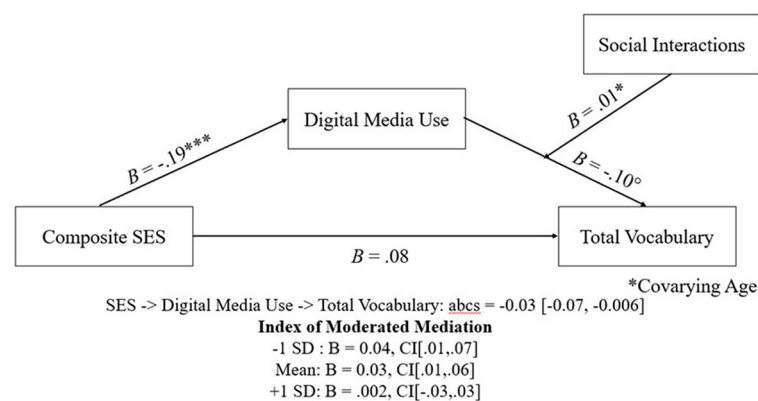 Social Interactions
B = .01*
Digital Media Use
B = -.19***
B = -.10°
Composite SES
Total Vocabulary
B = .08
*Covarying Age
SES -> Digital Media Use -> Total Vocabulary: abcs = -0.03 [-0.07, -0.006]
Index of Moderated Mediation
-1 SD : B = 0.04, CI[.01,.07]
Mean: B = 0.03, CI[.01,.06]
+1 SD: B = .002, CI[-.03,.03]